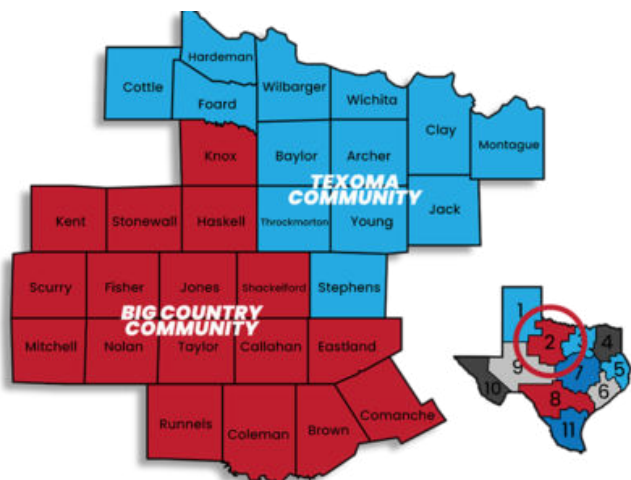 Hardeman
Cottle
Wilbarger
Foard
Wichita
Clay
Montague
Knox
Baylor
Archer
TEXOMA
COMMUNITY
Kent
Stonewall
Haskell
Throckmorton
Young
Jack
Scurry
Fisher
Jones
Shackelford
Stephens
BIG COUNTRY
COMMUNITY
Mitchell
Nolan
Taylor
Callahan
Eastland
Runnels
Coleman
Brown
Comanche
1
2
3
4
5
6
7
8
9
10
11